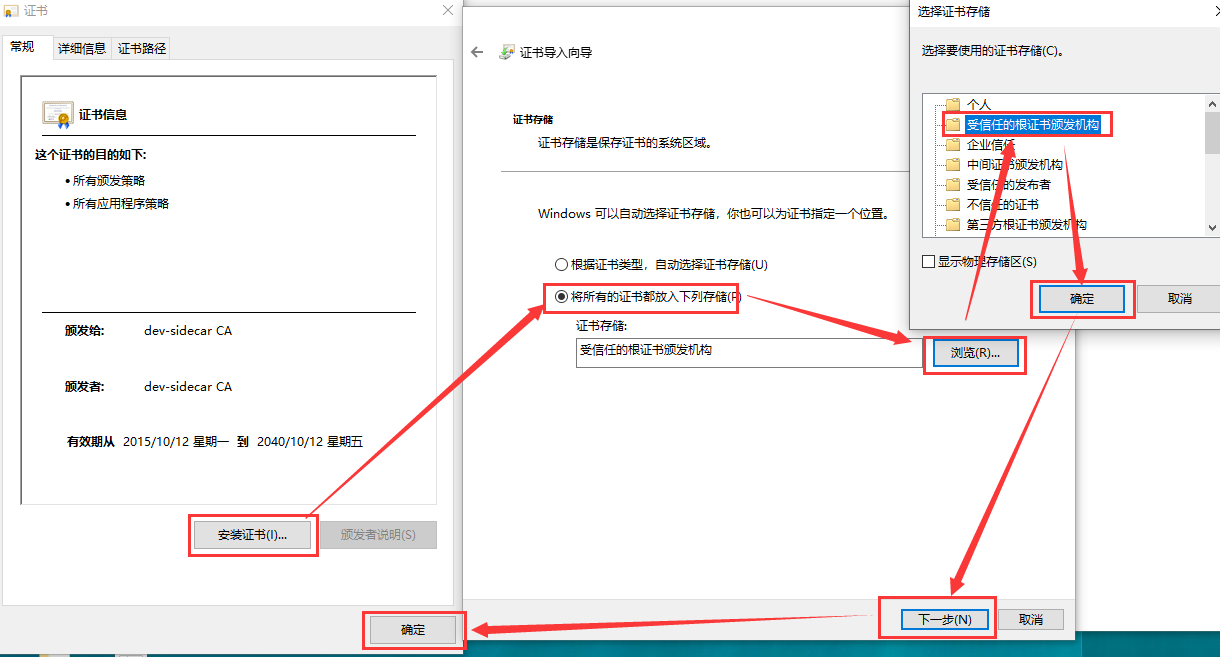 证书
常规
详细信息
证书路径
证书信息
这个证书的目的如下:
•所有颁发策略
•所有应用程序策略
颁发给:
dev-sidecar CA
颁发者:
dev-sidecar CA
有效期从 2015/10/12 星期一 到 2040/10/12 星期五
安装证书(I)...
颁发者说明(S)
确定
证书导入向导
证书存储
证书存储是保存证书的系统区域。
Windows 可以自动选择证书存储，你也可以为证书指定一个位置。
根据证书类型，自动选择证书存储(U)
将所有的证书都放入下列存储(P)
证书存储:
受信任的根证书颁发机构
浏览(R)...
下一步(N)
取消
选择证书存储
选择要使用的证书存储(C)。
个人
受信任的根证书颁发机构
企业信任
中间证书颁发机构
受信任的发布者
不信任的证书
第三方根证书颁发机构
显示物理存储区(S)
确定
取消